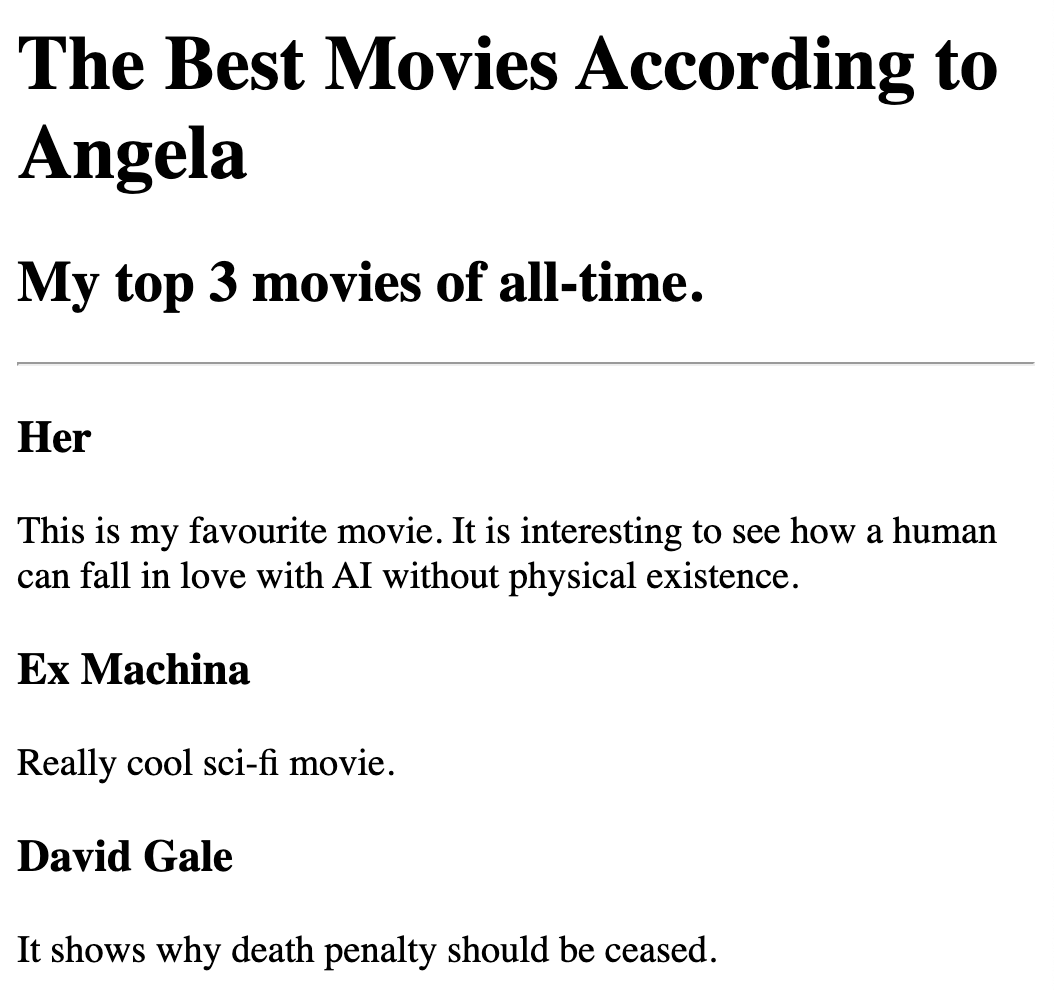 The Best Movies According to
Angela
My top 3 movies of all-time.
Her
This is my favourite movie. It is interesting to see how a human
can fall in love with AI without physical existence.
Ex Machina
Really cool sci-fi movie.
David Gale
It shows why death penalty should be ceased.